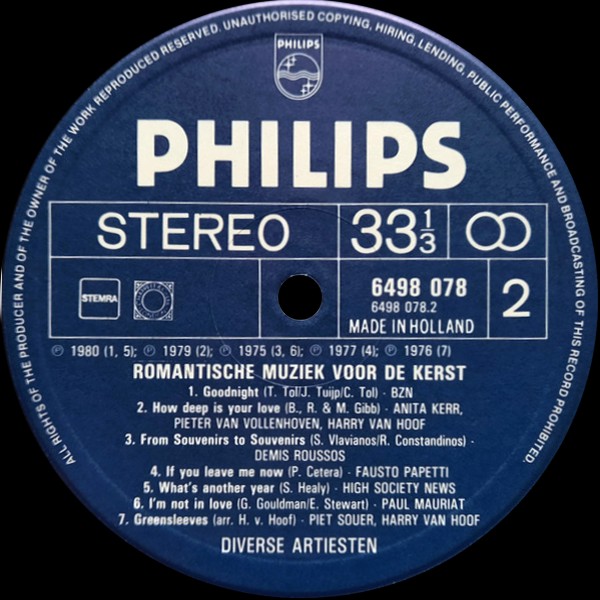 ALL RIGHTS OF THE PRODUCER AND OF THE OWNER OF THE WORK REPRODUCED RESERVED. UNAUTHORISED COPYING, HIRING, LENDING, PUBLIC PERFORMANCE AND BROADCASTING OF THIS RECORD PROHIBITED.
PHILIPS
PHILIPS
STEREO 33 1/3
STEMRA
6498 078
6498 078.2
MADE IN HOLLAND
2
℗ 1980 (1, 5); ℗ 1979 (2); ℗ 1975 (3, 6); ℗ 1977 (4); ℗ 1976 (7)
ROMANTISCHE MUZIEK VOOR DE KERST
1. Goodnight (T. Tol/J. Tuijp/C. Tol) · BZN
2. How deep is your love (B., R. & M. Gibb) · ANITA KERR,
PIETER VAN VOLLENHOVEN, HARRY VAN HOOF
3. From Souvenirs to Souvenirs (S. Vlavianos/R. Constandinos) ·
DEMIS ROUSSOS
4. If you leave me now (P. Cetera) · FAUSTO PAPETTI
5. What's another year (S. Healy) · HIGH SOCIETY NEWS
6. I'm not in love (G. Gouldman/E. Stewart) · PAUL MAURIAT
7. Greensleeves (arr. H. v. Hoof) · PIET SOUER, HARRY VAN HOOF
DIVERSE ARTIESTEN